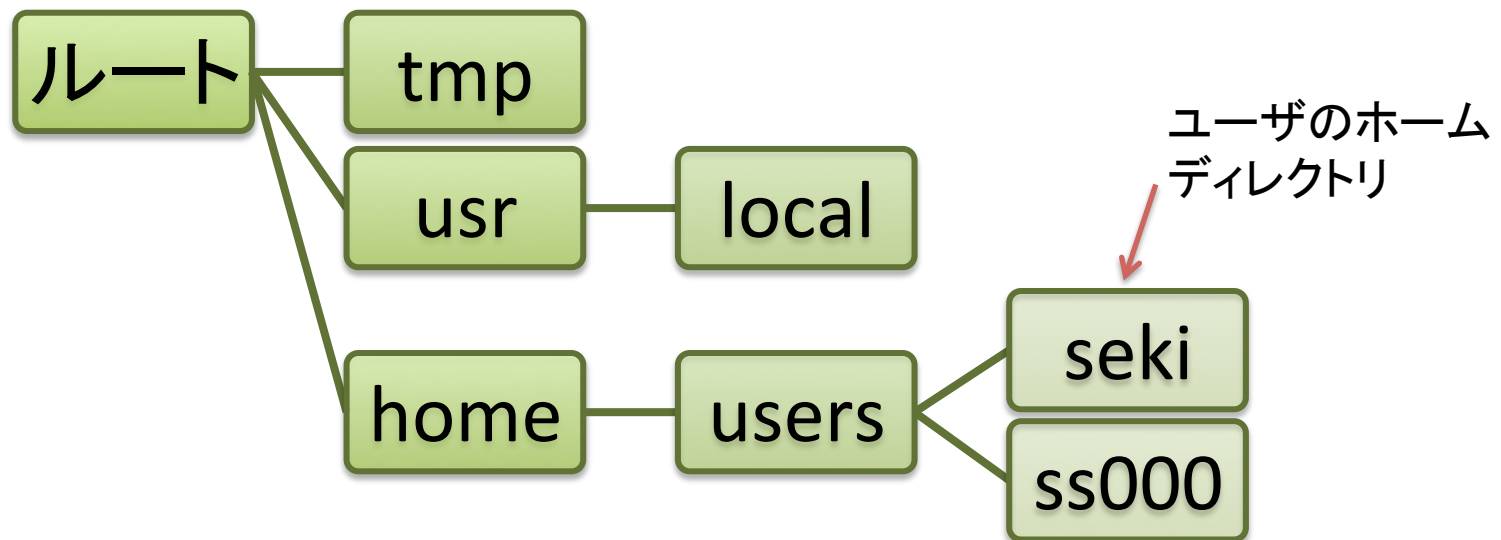 ルート
tmp
ユーザのホーム
ディレクトリ
usr
local
seki
home
users
ss000